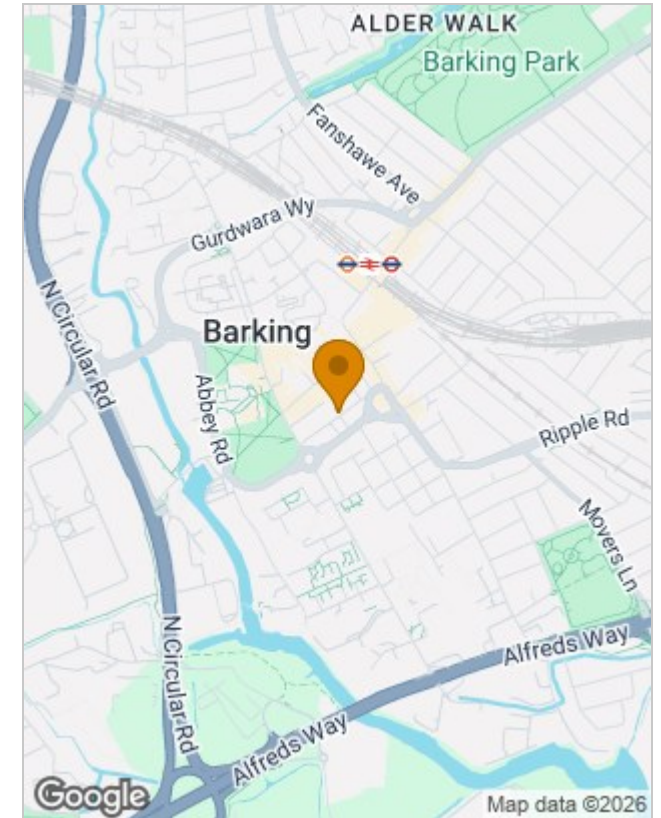 ALDER WALK
Barking Park
Fanshawe Ave
Gurdwara Wy
Barking
N Circular Rd
Abbey Rd
Ripple Rd
Movers Ln
N Circular Rd
Alfreds Way
Alfreds Way
Google
Map data ©2026